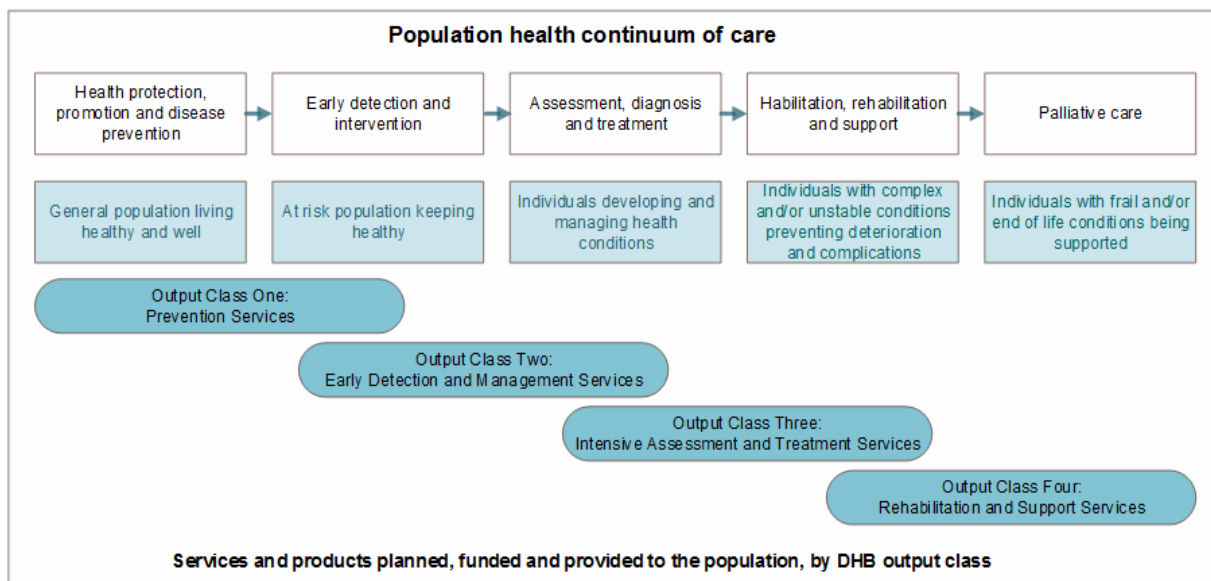 Population health continuum of care
Health protection,
promotion and disease
prevention
Early detection and
intervention
Assessment, diagnosis
and treatment
Habilitation, rehabilitation
and support
Palliative care
General population living
healthy and well
At risk population keeping
healthy
Individuals developing and
managing health
conditions
Individuals with complex
and/or unstable conditions
preventing deterioration
and complications
Individuals with frail and/or
end of life conditions being
supported
Output Class One:
Prevention Services
Output Class Two:
Early Detection and Management Services
Output Class Three:
Intensive Assessment and Treatment Services
Output Class Four:
Rehabilitation and Support Services
Services and products planned, funded and provided to the population, by DHB output class